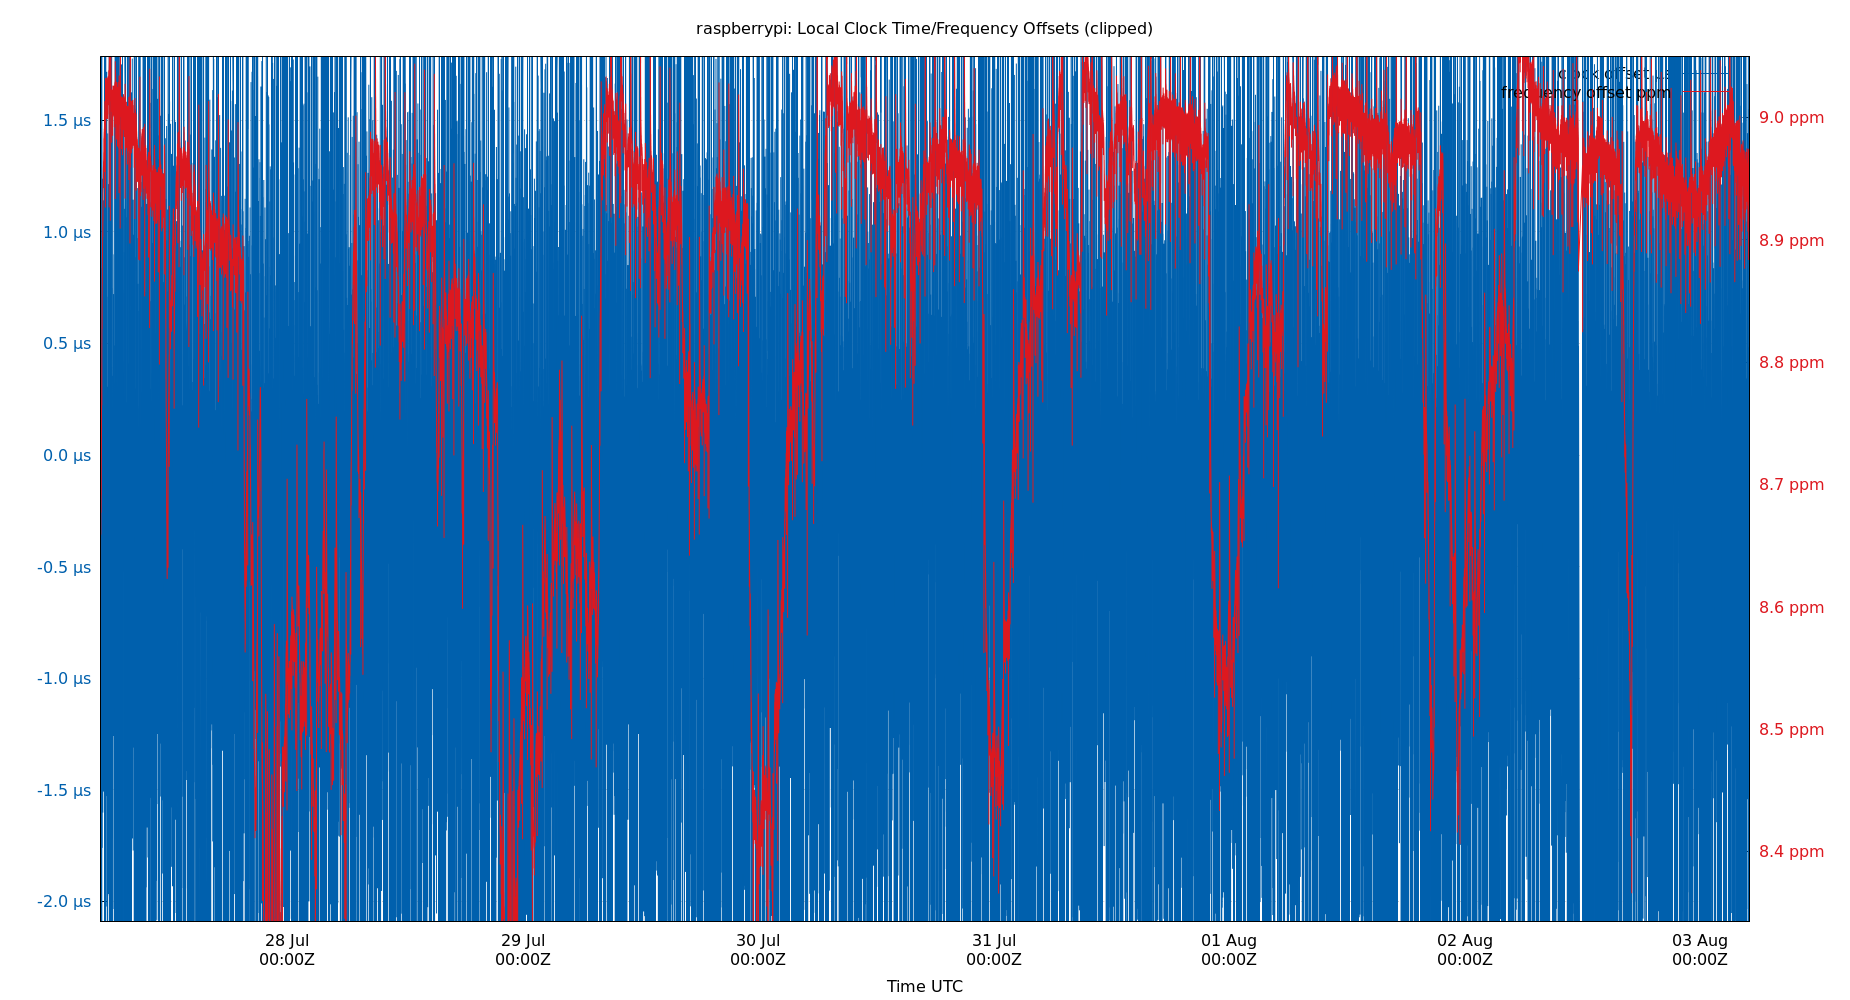 raspberrypi: Local Clock Time/Frequency Offsets (clipped)
clock offset
frequency offset ppm
1.5 µs
1.0 µs
0.5 µs
0.0 µs
-0.5 µs
-1.0 µs
-1.5 µs
-2.0 µs
9.0 ppm
8.9 ppm
8.8 ppm
8.7 ppm
8.6 ppm
8.5 ppm
8.4 ppm
28 Jul 29 Jul 30 Jul 31 Jul 01 Aug 02 Aug 03 Aug
00:00Z 00:00Z 00:00Z 00:00Z 00:00Z 00:00Z 00:00Z
Time UTC